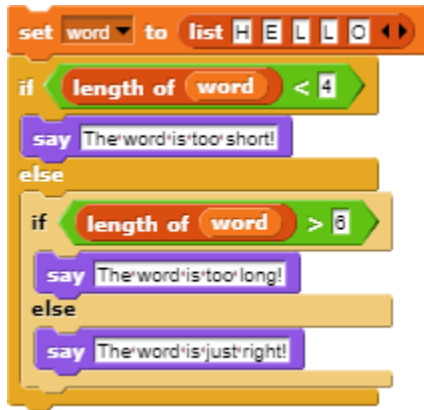 set word to list H E L L O
if length of word < 4
say The word is too short!
else
if length of word > 6
say The word is too long!
else
say The word is just right!